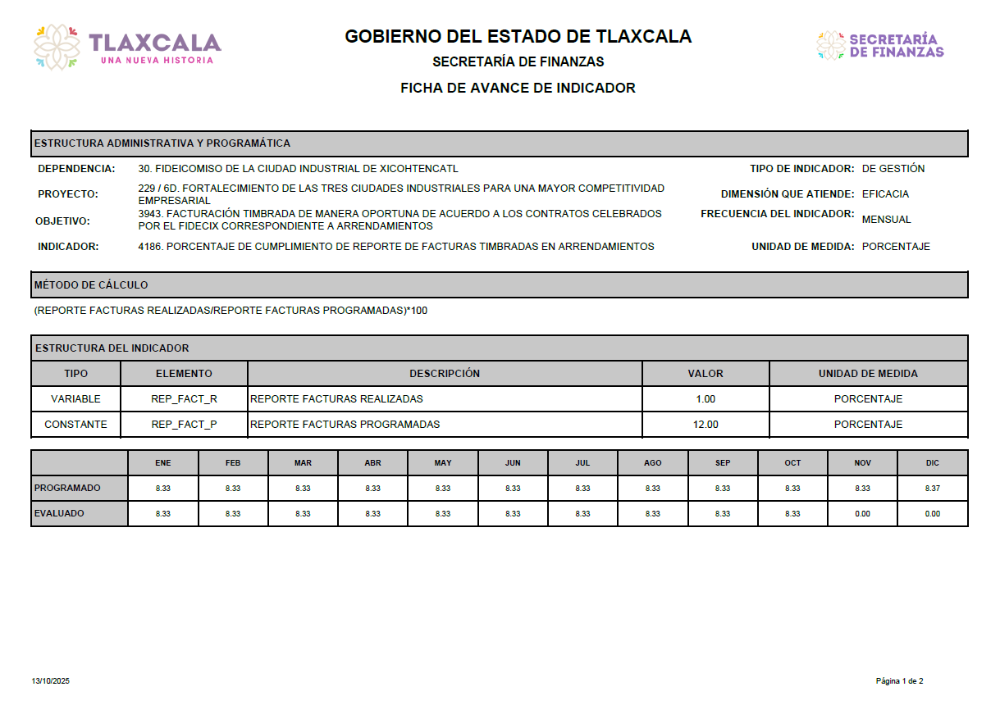 TLAXCALA
UNA NUEVA HISTORIA
GOBIERNO DEL ESTADO DE TLAXCALA
SECRETARÍA DE FINANZAS
FICHA DE AVANCE DE INDICADOR
SECRETARÍA
DE FINANZAS
ESTRUCTURA ADMINISTRATIVA Y PROGRAMÁTICA
DEPENDENCIA: 30. FIDEICOMISO DE LA CIUDAD INDUSTRIAL DE XICOHTENCATL TIPO DE INDICADOR: DE GESTIÓN
PROYECTO: 229 / 6D. FORTALECIMIENTO DE LAS TRES CIUDADES INDUSTRIALES PARA UNA MAYOR COMPETITIVIDAD
EMPRESARIAL DIMENSIÓN QUE ATIENDE: EFICACIA
OBJETIVO: 3943. FACTURACIÓN TIMBRADA DE MANERA OPORTUNA DE ACUERDO A LOS CONTRATOS CELEBRADOS
POR EL FIDECIX CORRESPONDIENTE A ARRENDAMIENTOS FRECUENCIA DEL INDICADOR: MENSUAL
INDICADOR: 4186. PORCENTAJE DE CUMPLIMIENTO DE REPORTE DE FACTURAS TIMBRADAS EN ARRENDAMIENTOS UNIDAD DE MEDIDA: PORCENTAJE
MÉTODO DE CÁLCULO
(REPORTE FACTURAS REALIZADAS/REPORTE FACTURAS PROGRAMADAS)*100
ESTRUCTURA DEL INDICADOR
TIPO ELEMENTO DESCRIPCIÓN VALOR UNIDAD DE MEDIDA
VARIABLE REP_FACT_R REPORTE FACTURAS REALIZADAS 1.00 PORCENTAJE
CONSTANTE REP_FACT_P REPORTE FACTURAS PROGRAMADAS 12.00 PORCENTAJE
ENE FEB MAR ABR MAY JUN JUL AGO SEP OCT NOV DIC
PROGRAMADO 8.33 8.33 8.33 8.33 8.33 8.33 8.33 8.33 8.33 8.33 8.33 8.37
EVALUADO 8.33 8.33 8.33 8.33 8.33 8.33 8.33 8.33 8.33 8.33 0.00 0.00
13/10/2025 Página 1 de 2